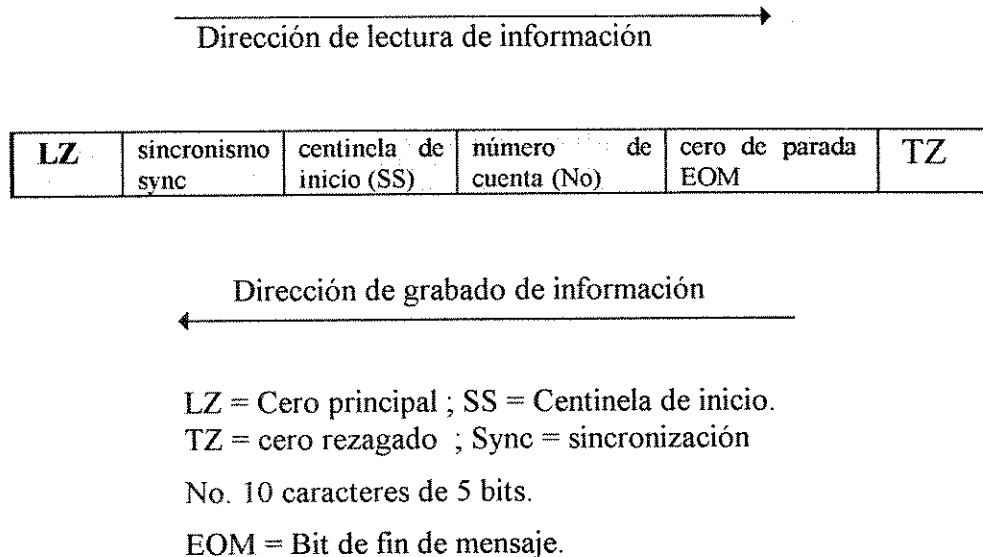 Dirección de lectura de información
LZ
sincronismo
sync
centinela de
inicio (SS)
número de
cuenta (No)
cero de parada
EOM
TZ
Dirección de grabado de información
LZ = Cero principal ; SS = Centinela de inicio.
TZ = cero rezagado ; Sync = sincronización
No. 10 caracteres de 5 bits.
EOM = Bit de fin de mensaje.